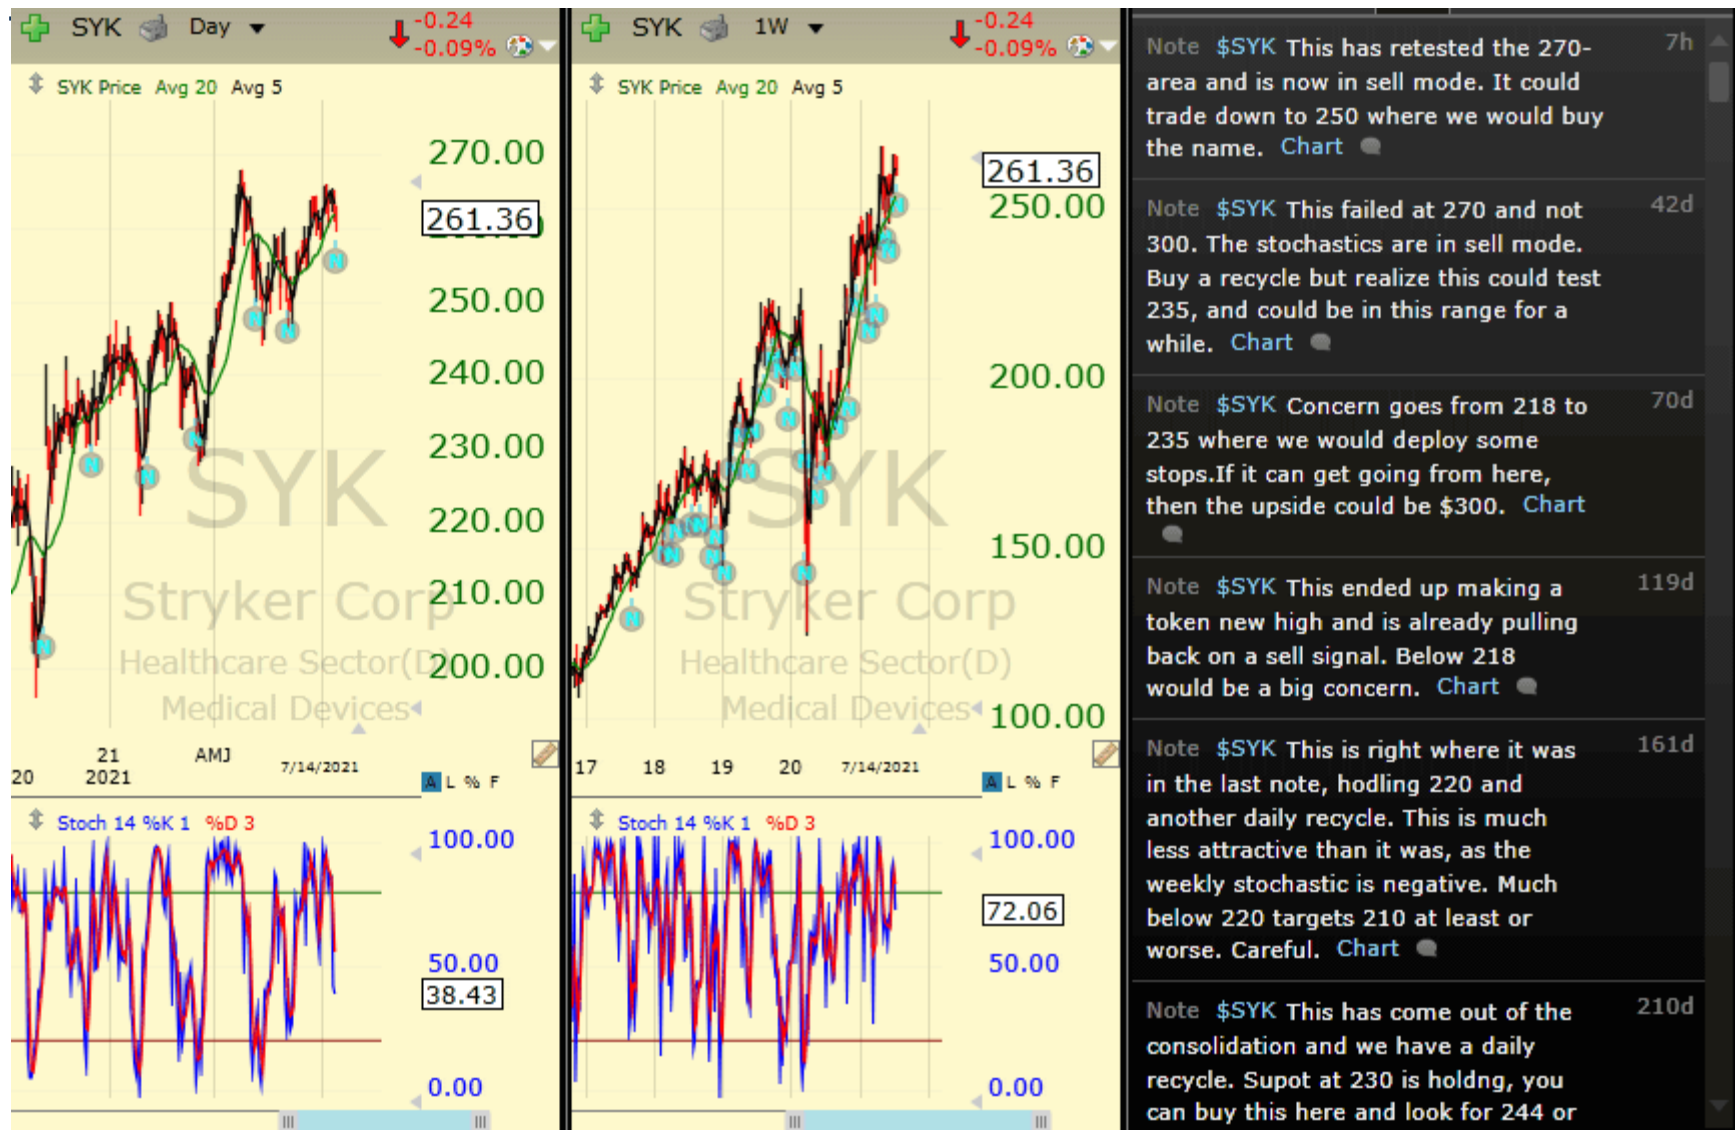 SYK Day -0.24
-0.09%
SYK Price Avg 20 Avg 5
270.00
261.36
250.00
240.00
230.00
220.00
210.00
200.00
SYK
Stryker Corp
Healthcare Sector(D)
Medical Devices
20 21 2021 AMJ 7/14/2021
A L % F
Stoch 14 %K 1 %D 3
100.00
50.00
38.43
0.00
N
N
N
N
N
N
N
SYK 1W -0.24
-0.09%
SYK Price Avg 20 Avg 5
261.36
250.00
200.00
150.00
100.00
SYK
Stryker Corp
Healthcare Sector(D)
Medical Devices
17 18 19 20 7/14/2021
A L % F
Stoch 14 %K 1 %D 3
100.00
72.06
50.00
0.00
Note $SYK This has retested the 270- 7h
area and is now in sell mode. It could
trade down to 250 where we would buy
the name. Chart
Note $SYK This failed at 270 and not 42d
300. The stochastics are in sell mode.
Buy a recycle but realize this could test
235, and could be in this range for a
while. Chart
Note $SYK Concern goes from 218 to 70d
235 where we would deploy some
stops.If it can get going from here,
then the upside could be $300. Chart
Note $SYK This ended up making a 119d
token new high and is already pulling
back on a sell signal. Below 218
would be a big concern. Chart
Note $SYK This is right where it was 161d
in the last note, hodling 220 and
another daily recycle. This is much
less attractive than it was, as the
weekly stochastic is negative. Much
below 220 targets 210 at least or
worse. Careful. Chart
Note $SYK This has come out of the 210d
consolidation and we have a daily
recycle. Supot at 230 is holdng, you
can buy this here and look for 244 or